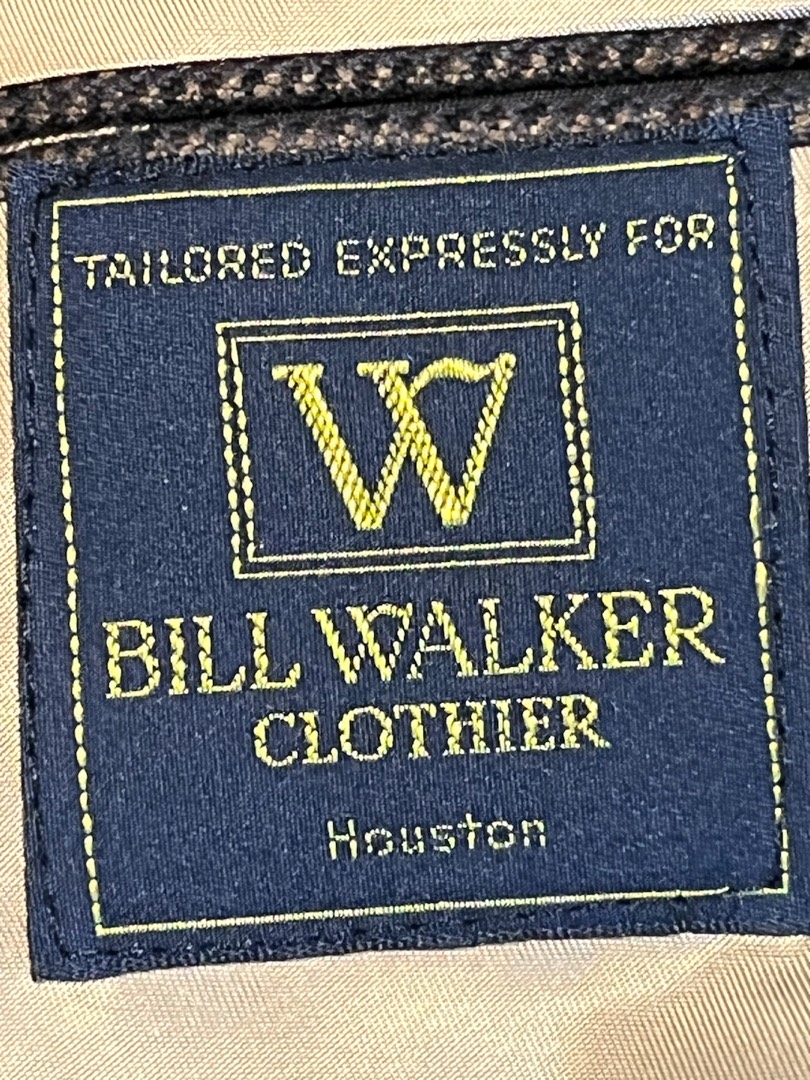 TAILORED EXPRESSLY FOR
W
BILL WALKER
CLOTHIER
Houston